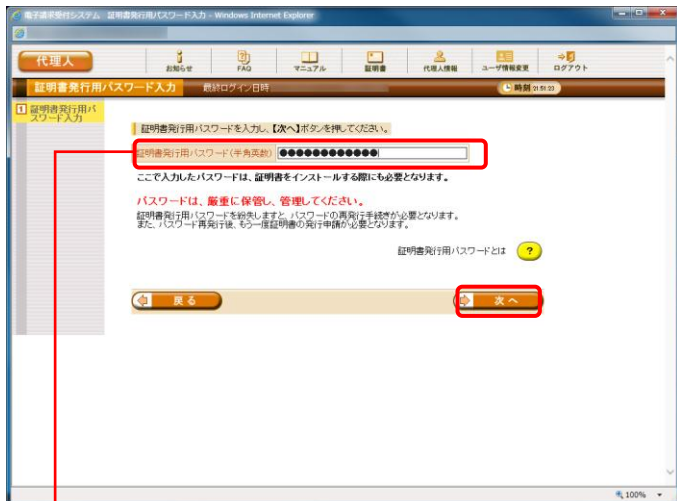 電子請求受付システム 証明書発行用パスワード入力 - Windows Internet Explorer
代理人
お知らせ FAQ マニュアル 証明書 代理人情報 ユーザ情報変更 ログアウト
証明書発行用パスワード入力 最終ログイン日時 時刻 21:51:23
1 証明書発行用パ
スワード入力
証明書発行用パスワードを入力し、【次へ】ボタンを押してください。
証明書発行用パスワード(半角英数) ●●●●●●●●●●●●
ここで入力したパスワードは、証明書をインストールする際にも必要となります。
パスワードは、厳重に保管し、管理してください。
証明書発行用パスワードを紛失しますと、パスワードの再発行手続きが必要となります。
また、パスワード再発行後、もう一度証明書の発行申請が必要となります。
証明書発行用パスワードとは ?
戻る 次へ
100%